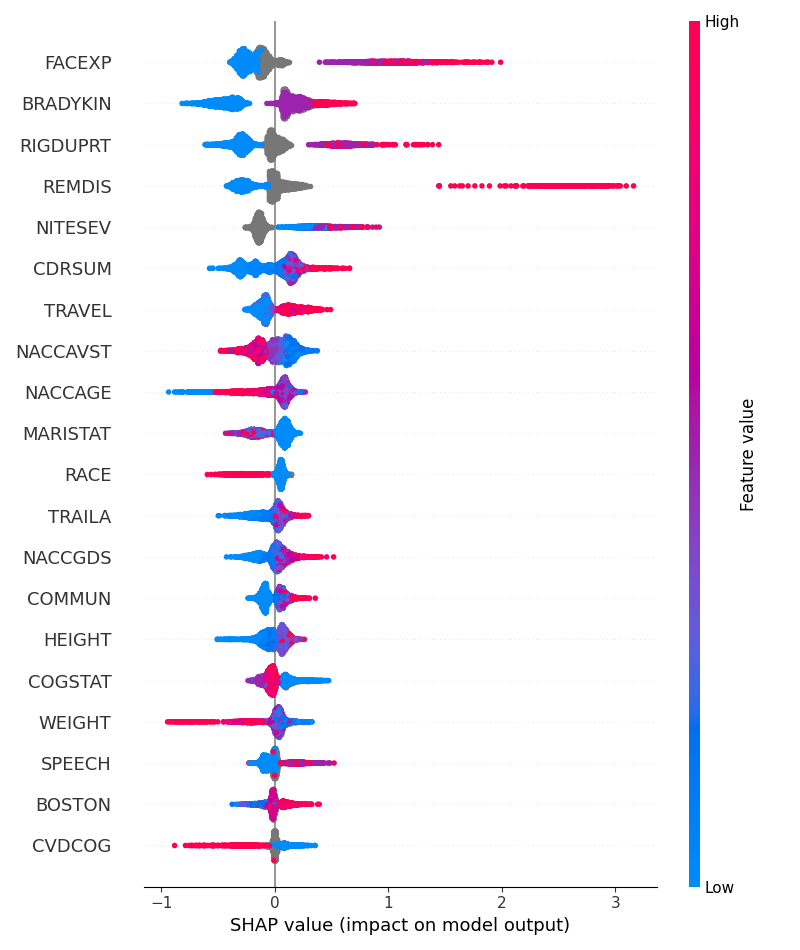 High
FACEXP
BRADYKIN
RIGDUPRT
REMDIS
NITESEV
CDRSUM
TRAVEL
NACCAVST
NACCAGE
MARISTAT
RACE
TRAILA
NACCGDS
COMMUN
HEIGHT
COGSTAT
WEIGHT
SPEECH
BOSTON
CVDCOG
Feature value
Low
−1 0 1 2 3
SHAP value (impact on model output)